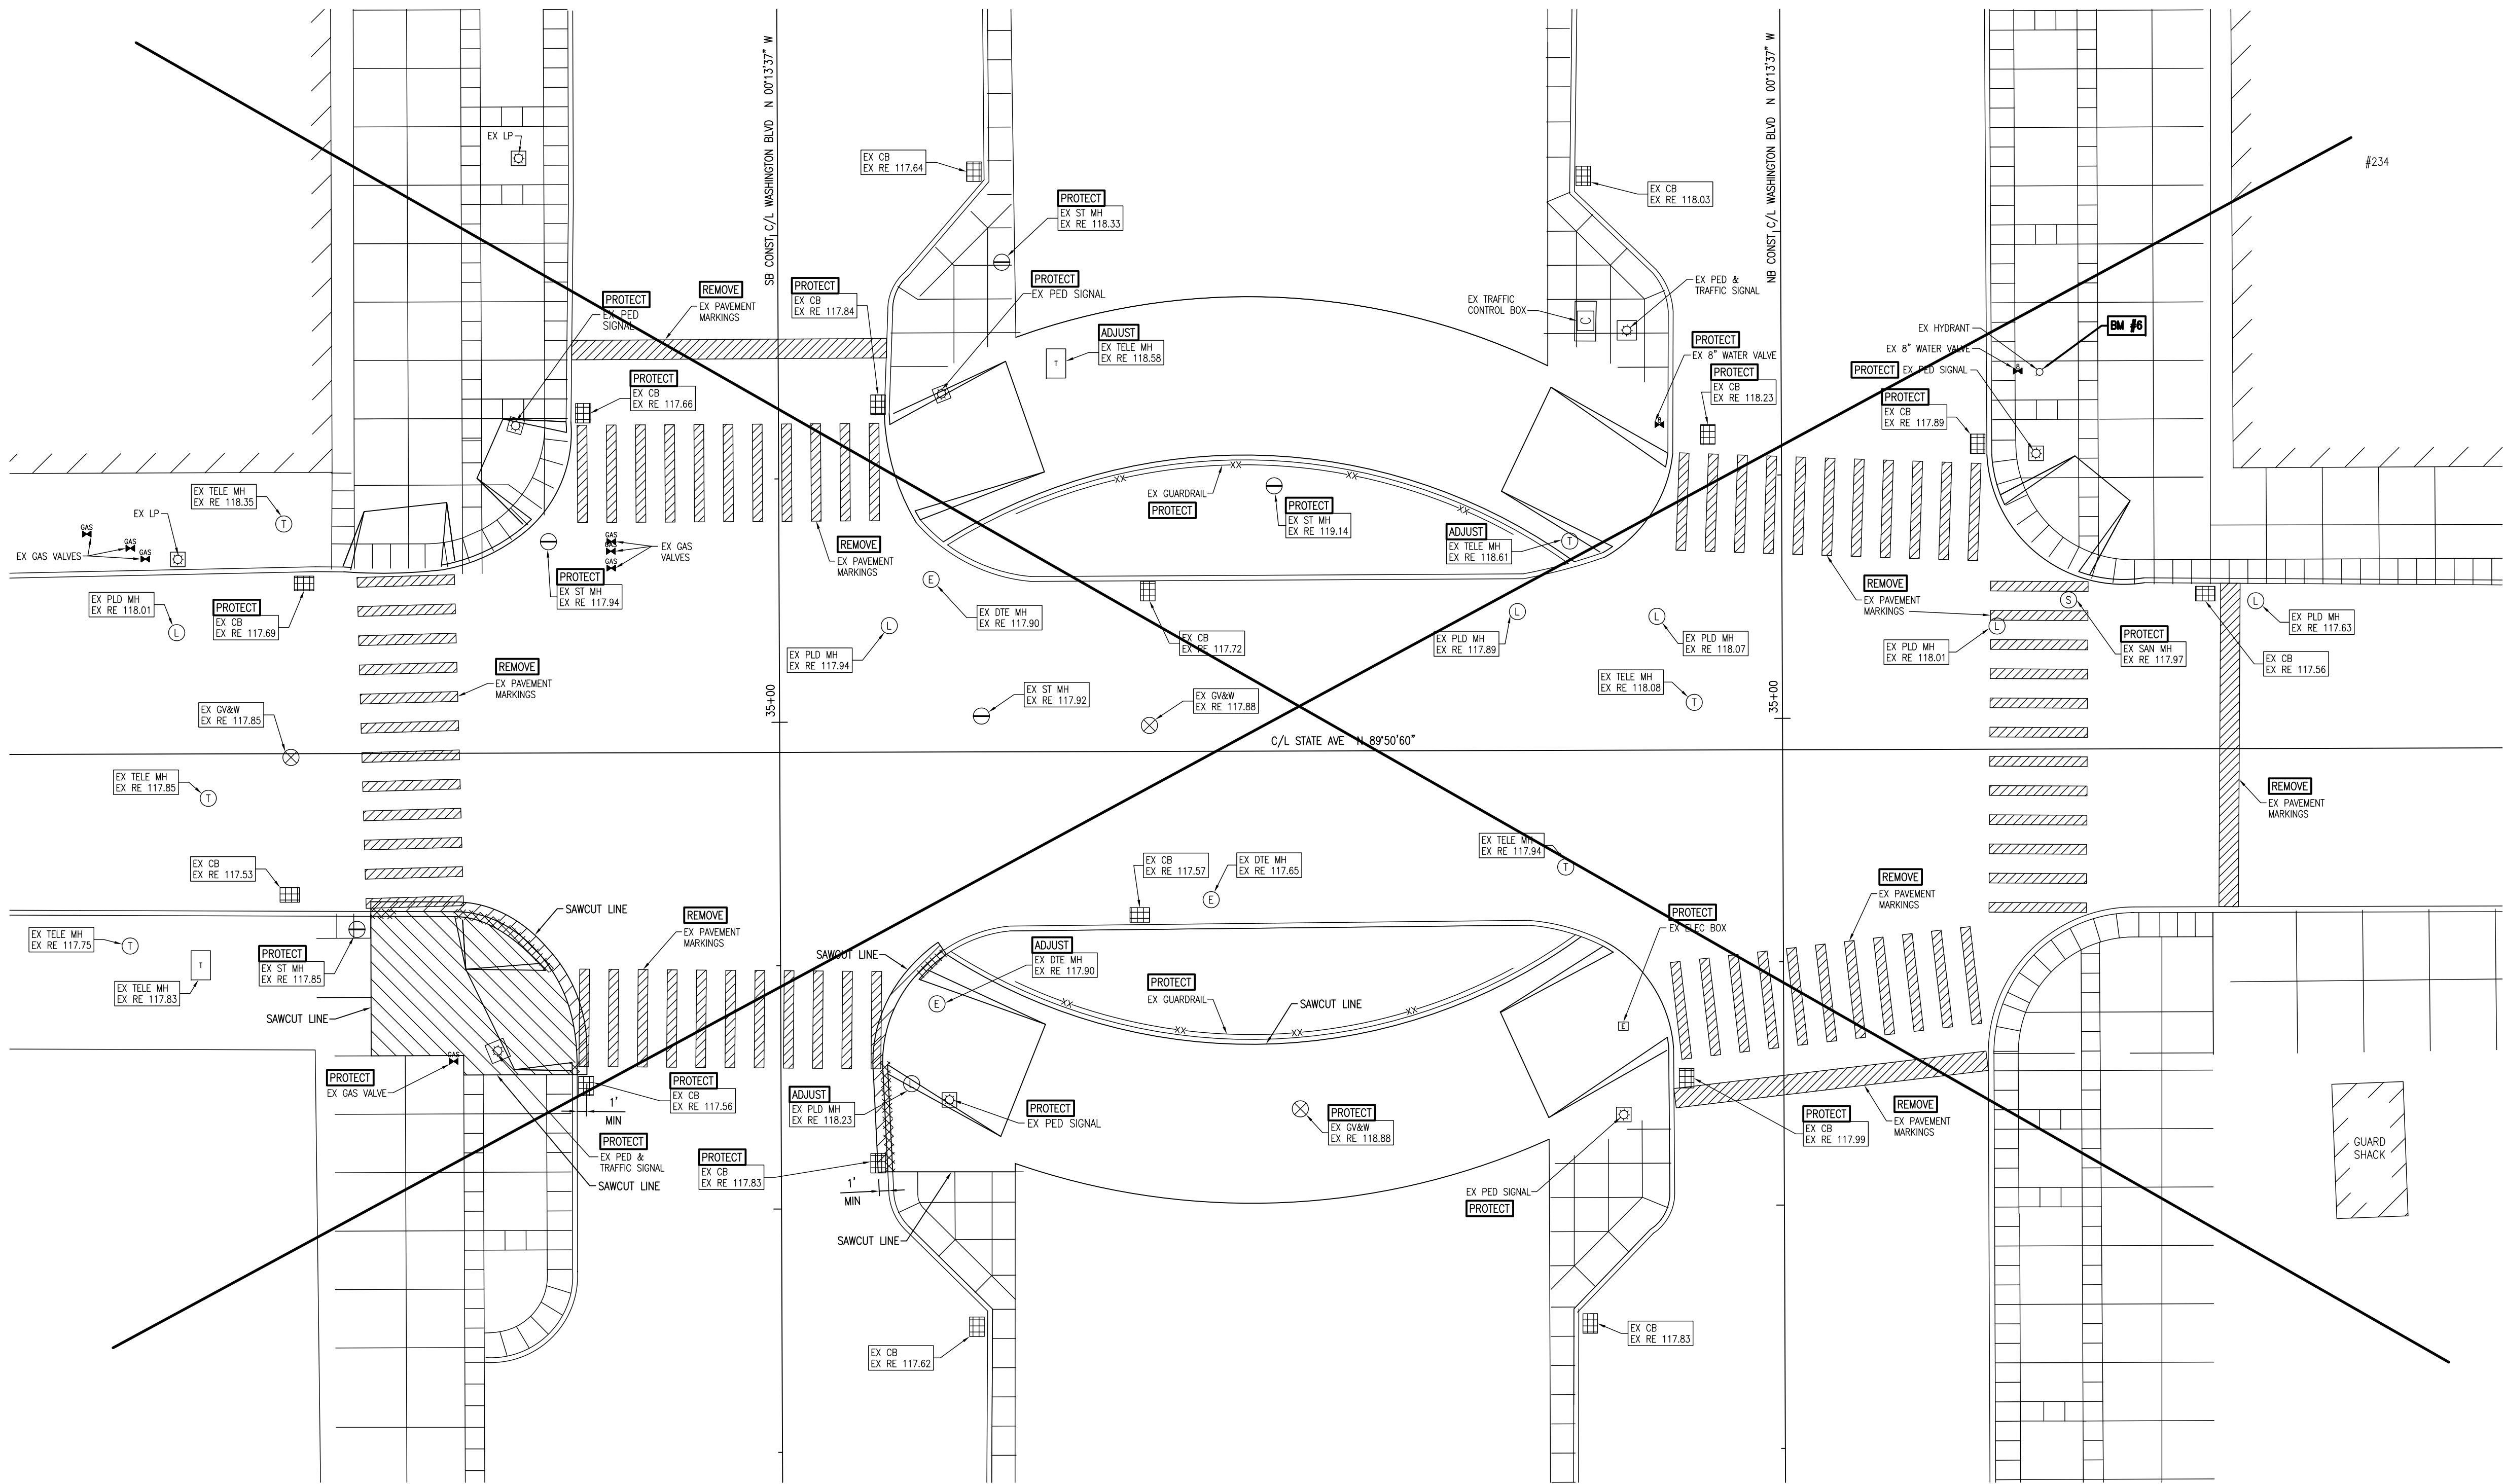 SB CONST C/L WASHINGTON BLVD N 00°13'37" W
NB CONST C/L WASHINGTON BLVD N 00°13'37" W
#234
EX LP
EX CB
EX RE 117.64
PROTECT
EX ST MH
EX RE 118.33
EX CB
EX RE 118.03
PROTECT
EX PED
SIGNAL
REMOVE
EX PAVEMENT
MARKINGS
PROTECT
EX CB
EX RE 117.84
PROTECT
EX PED SIGNAL
ADJUST
EX TELE MH
EX RE 118.58
T
EX TRAFFIC
CONTROL BOX
EX PED &
TRAFFIC SIGNAL
PROTECT
EX 8" WATER VALVE
PROTECT
EX CB
EX RE 118.23
EX HYDRANT
BM #6
EX 8" WATER VALVE
PROTECT EX PED SIGNAL
PROTECT
EX CB
EX RE 117.89
PROTECT
EX CB
EX RE 117.66
EX TELE MH
EX RE 118.35
T
EX LP
GAS
GAS
GAS
EX GAS VALVES
GAS
GAS
GAS
EX GAS
VALVES
PROTECT
EX ST MH
EX RE 117.94
REMOVE
EX PAVEMENT
MARKINGS
XX
XX
XX
XX
EX GUARDRAIL
PROTECT
PROTECT
EX ST MH
EX RE 119.14
ADJUST
EX TELE MH
EX RE 118.61
T
EX PLD MH
EX RE 118.01
L
PROTECT
EX CB
EX RE 117.69
E
EX DTE MH
EX RE 117.90
L
EX PLD MH
EX RE 117.94
EX CB
EX RE 117.72
EX PLD MH
EX RE 117.89
L
L
EX PLD MH
EX RE 118.07
REMOVE
EX PAVEMENT
MARKINGS
S
L
EX PLD MH
EX RE 118.01
PROTECT
EX SAN MH
EX RE 117.97
L
EX PLD MH
EX RE 117.63
EX CB
EX RE 117.56
REMOVE
EX PAVEMENT
MARKINGS
EX GV&W
EX RE 117.85
35+00
EX ST MH
EX RE 117.92
EX GV&W
EX RE 117.88
EX TELE MH
EX RE 118.08
T
35+00
C/L STATE AVE N 89°50'60"
EX TELE MH
EX RE 117.85
T
REMOVE
EX PAVEMENT
MARKINGS
EX CB
EX RE 117.53
EX CB
EX RE 117.57
EX DTE MH
EX RE 117.65
E
EX TELE MH
EX RE 117.94
T
REMOVE
EX PAVEMENT
MARKINGS
SAWCUT LINE
REMOVE
EX PAVEMENT
MARKINGS
EX TELE MH
EX RE 117.75
T
T
EX TELE MH
EX RE 117.83
PROTECT
EX ST MH
EX RE 117.85
SAWCUT LINE
SAWCUT LINE
ADJUST
EX DTE MH
EX RE 117.90
E
PROTECT
EX GUARDRAIL
SAWCUT LINE
XX
XX
XX
XX
PROTECT
EX ELEC BOX
E
GAS
PROTECT
EX GAS VALVE
1'
MIN
PROTECT
EX CB
EX RE 117.56
ADJUST
EX PLD MH
EX RE 118.23
L
PROTECT
EX PED SIGNAL
PROTECT
EX GV&W
EX RE 118.88
PROTECT
EX CB
EX RE 117.99
REMOVE
EX PAVEMENT
MARKINGS
GUARD
SHACK
PROTECT
EX PED &
TRAFFIC SIGNAL
SAWCUT LINE
PROTECT
EX CB
EX RE 117.83
1'
MIN
SAWCUT LINE
EX PED SIGNAL
PROTECT
EX CB
EX RE 117.62
EX CB
EX RE 117.83